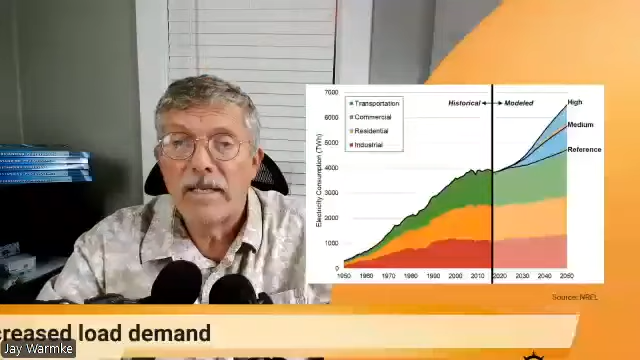 7000
6000
5000
4000
3000
2000
1000
0
Electricity Consumption (TWh)
Transportation
Commercial
Residential
Industrial
Historical
Modeled
High
Medium
Reference
1950
1960
1970
1980
1990
2000
2010
2020
2030
2040
2050
Source: NREL
creased load demand
Jay Warmke